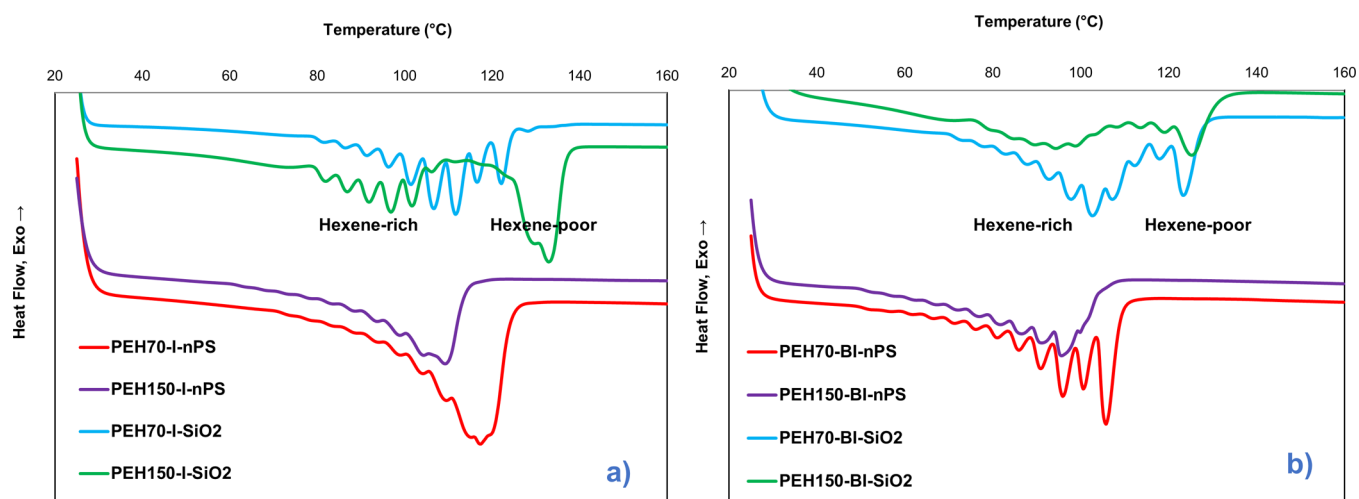 Temperature (°C)
20 40 60 80 100 120 140 160
Heat Flow, Exo →
Hexene-rich Hexene-poor
PEH70-I-nPS
PEH150-I-nPS
PEH70-I-SiO2
PEH150-I-SiO2
a)
Temperature (°C)
20 40 60 80 100 120 140 160
Heat Flow, Exo →
Hexene-rich Hexene-poor
PEH70-BI-nPS
PEH150-BI-nPS
PEH70-BI-SiO2
PEH150-BI-SiO2
b)